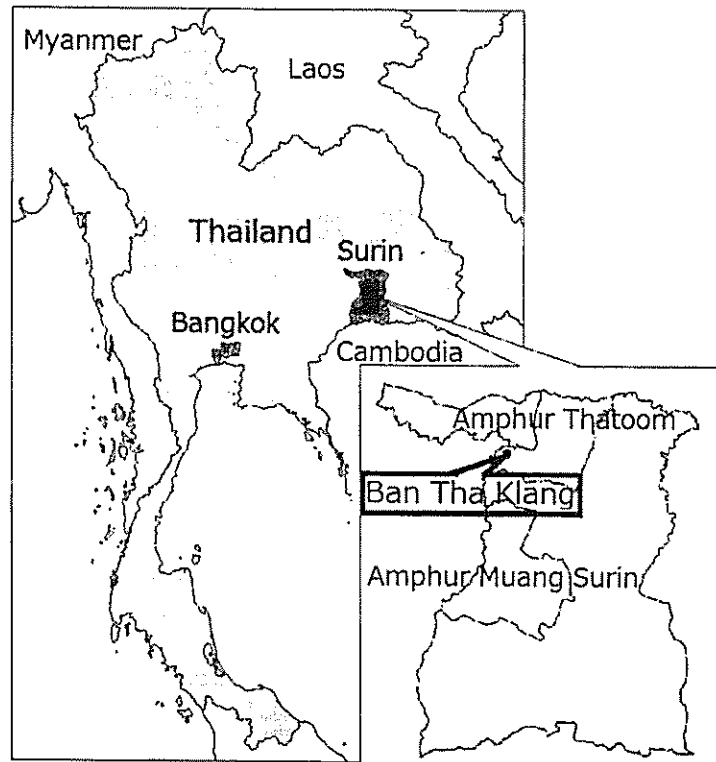 Myanmer
Laos
Thailand
Surin
Bangkok
Cambodia
Amphur Thatoom
Ban Tha Klang
Amphur Muang Surin